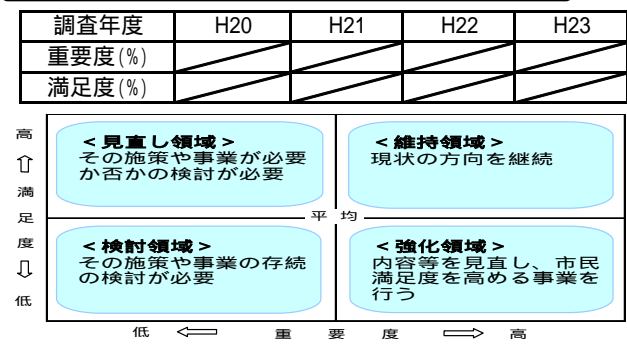 調査年度 H20 H21 H22 H23
重要度(%)
満足度(%)
高
⇧
満
足
度
⇩
低
<見直し領域>
その施策や事業が必要
か否かの検討が必要
<維持領域>
現状の方向を継続
平 均
<検討領域>
その施策や事業の存続
の検討が必要
<強化領域>
内容等を見直し、市民
満足度を高める事業を
行う
低 ⇐ 重 要 度 ⇒ 高